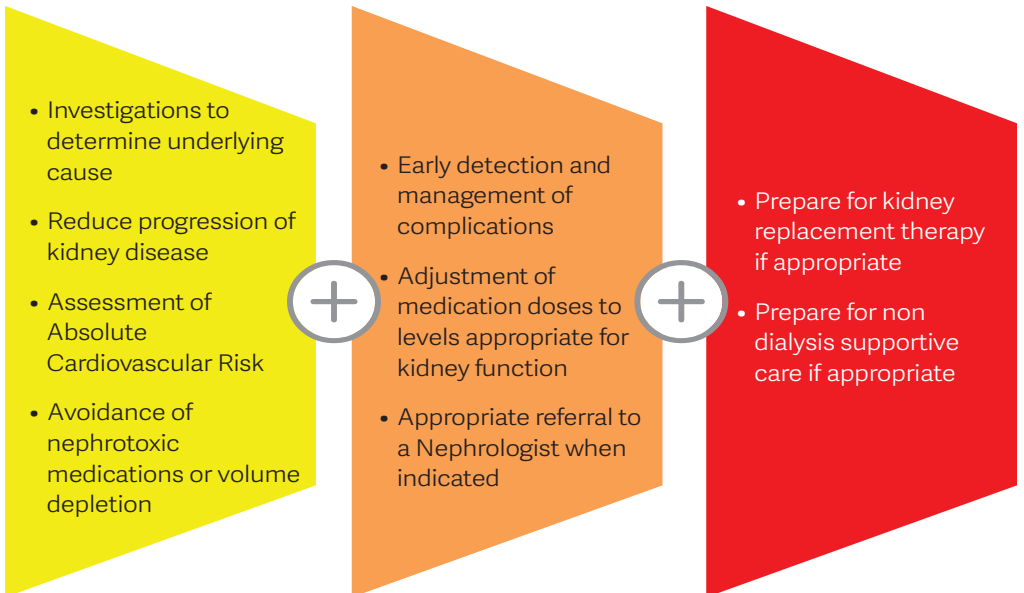 • Investigations to
determine underlying
cause
• Reduce progression of
kidney disease
• Assessment of
Absolute
Cardiovascular Risk
• Avoidance of
nephrotoxic
medications or volume
depletion
• Early detection and
management of
complications
• Adjustment of
medication doses to
levels appropriate for
kidney function
• Appropriate referral to
a Nephrologist when
indicated
• Prepare for kidney
replacement therapy
if appropriate
• Prepare for non
dialysis supportive
care if appropriate